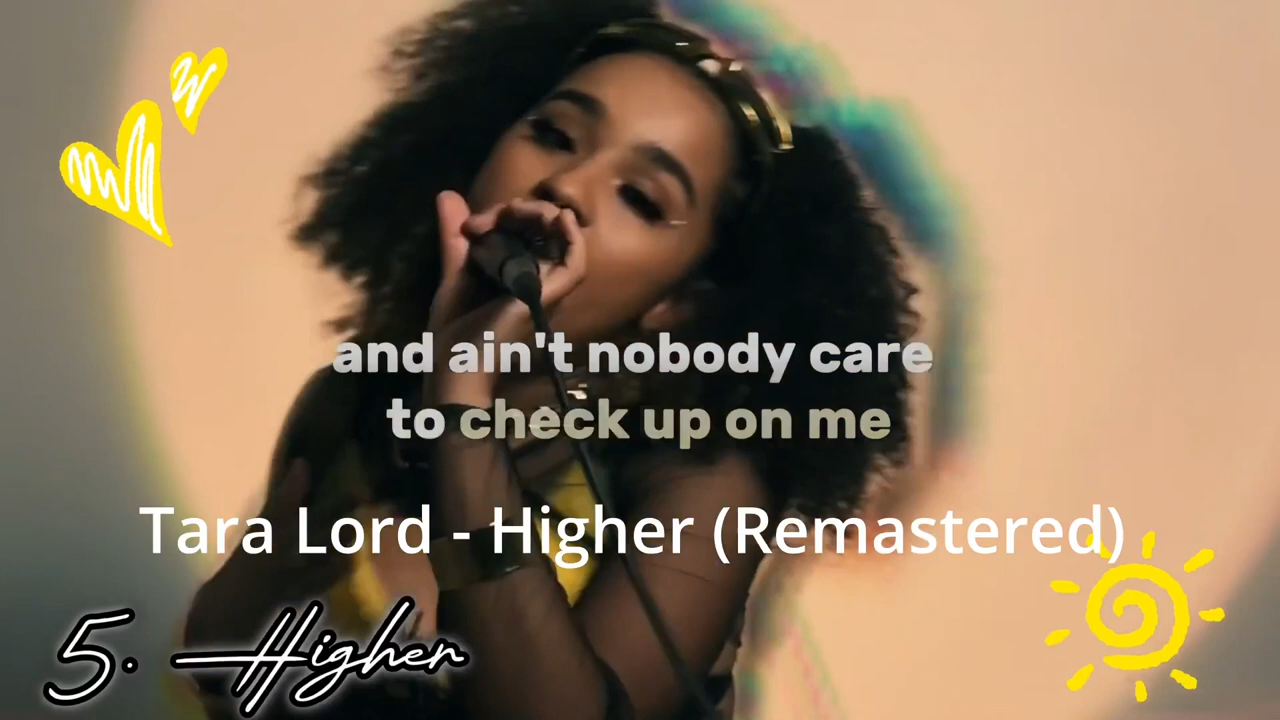 and ain't nobody care
to check up on me
Tara Lord - Higher (Remastered)
5. Higher